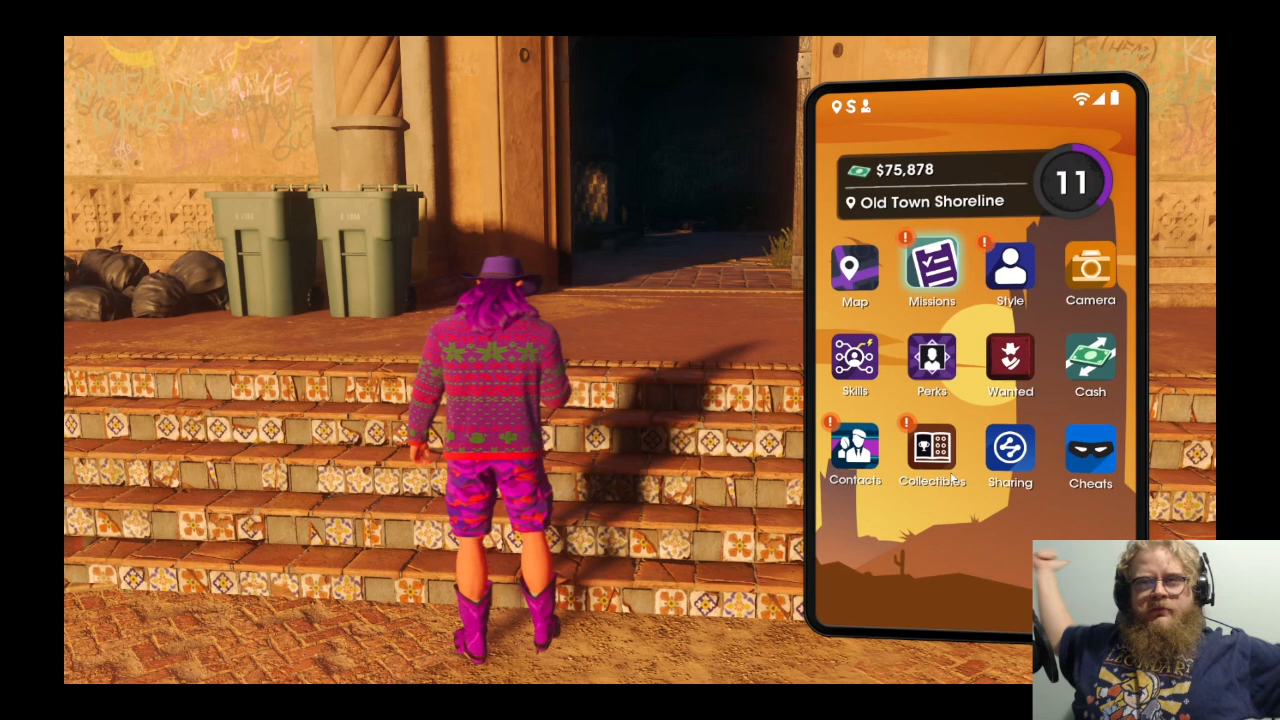 S
$75,878
11
Old Town Shoreline
Map
Missions
Style
Camera
Skills
Perks
Wanted
Cash
Contacts
Collectibles
Sharing
Cheats